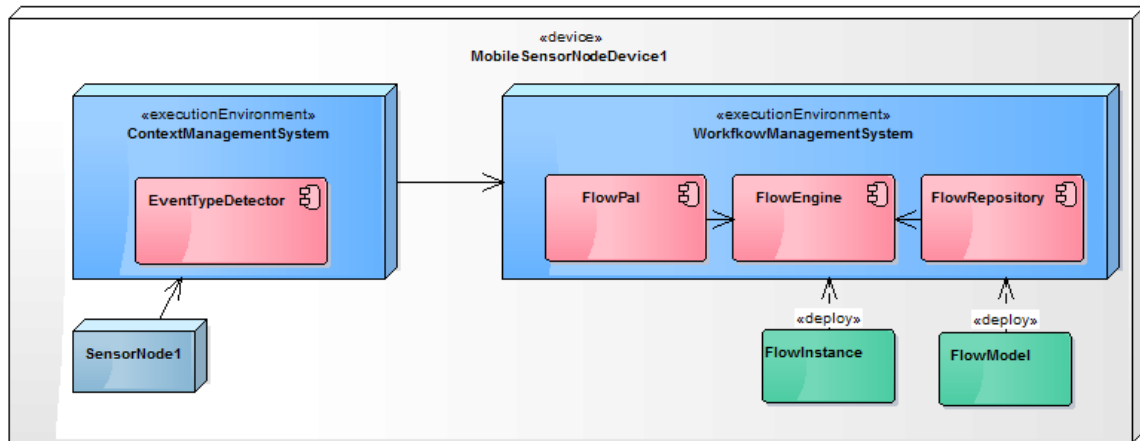 «device»
MobileSensorNodeDevice1
«executionEnvironment»
ContextManagementSystem
«executionEnvironment»
WorkfkowManagementSystem
EventTypeDetector
FlowPal
FlowEngine
FlowRepository
SensorNode1
«deploy»
«deploy»
FlowInstance
FlowModel